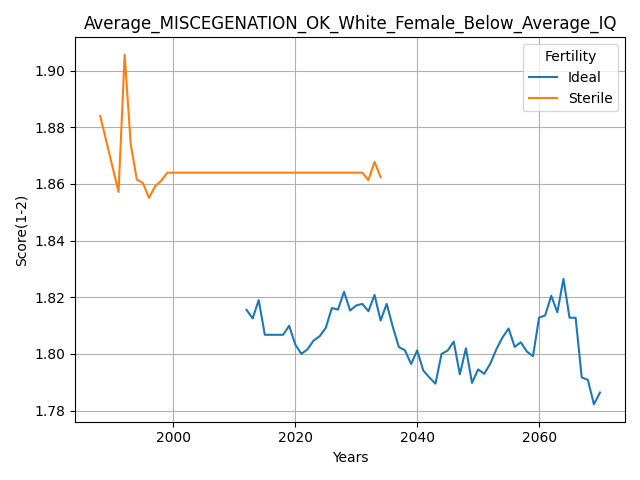 Average_MISCEGENATION_OK_White_Female_Below_Average_IQ
Fertility
Ideal
Sterile
Score(1-2)
1.90
1.88
1.86
1.84
1.82
1.80
1.78
2000 2020 2040 2060
Years